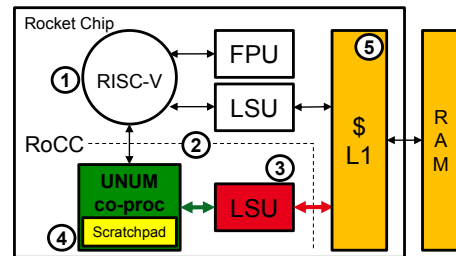 Rocket Chip
1
RISC-V
FPU
LSU
5
$
L1
R
A
M
RoCC
2
UNUM
co-proc
Scratchpad
4
3
LSU